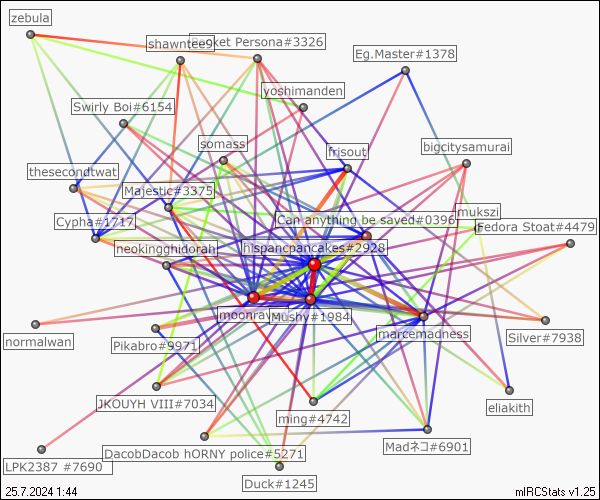 zebula
shawntee9
Pocket Persona#3326
Eg.Master#1378
yoshimanden
Swirly Boi#6154
somass
frisout
bigcitysamurai
thesecondtwat
Majestic#3375
mukszi
Cypha#1717
Can anything be saved#0396
Fedora Stoat#4479
neokingghidorah
hispancpancakes#2928
moonray
Mushy#1984
normalwan
Pikabro#9971
marcemadness
Silver#7938
JKOUYH VIII#7034
ming#4742
eliakith
DacobDacob hORNY police#5271
Madネコ#6901
LPK2387 #7690
Duck#1245
25.7.2024 1:44
mIRCStats v1.25